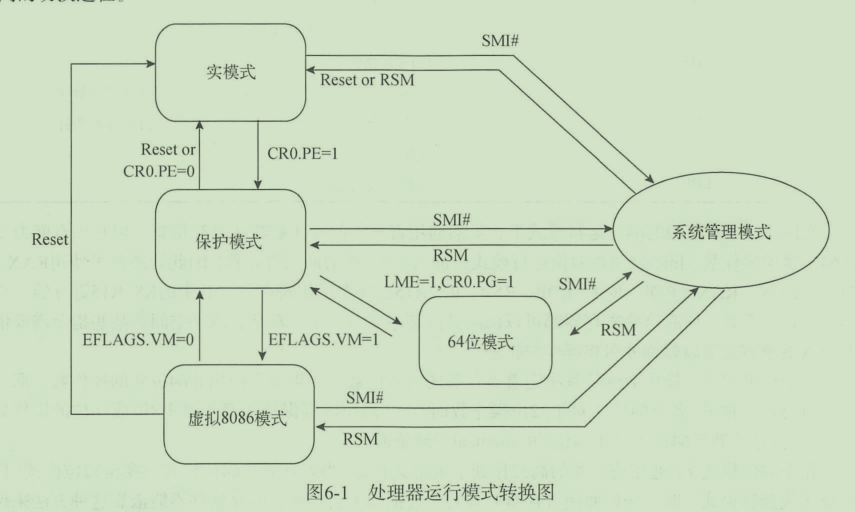 SMI#
实模式
Reset or RSM
Reset or
CR0.PE=0
CR0.PE=1
SMI#
保护模式
系统管理模式
Reset
RSM
LME=1,CR0.PG=1
SMI#
64位模式
RSM
EFLAGS.VM=0
EFLAGS.VM=1
SMI#
虚拟8086模式
RSM
图6-1 处理器运行模式转换图